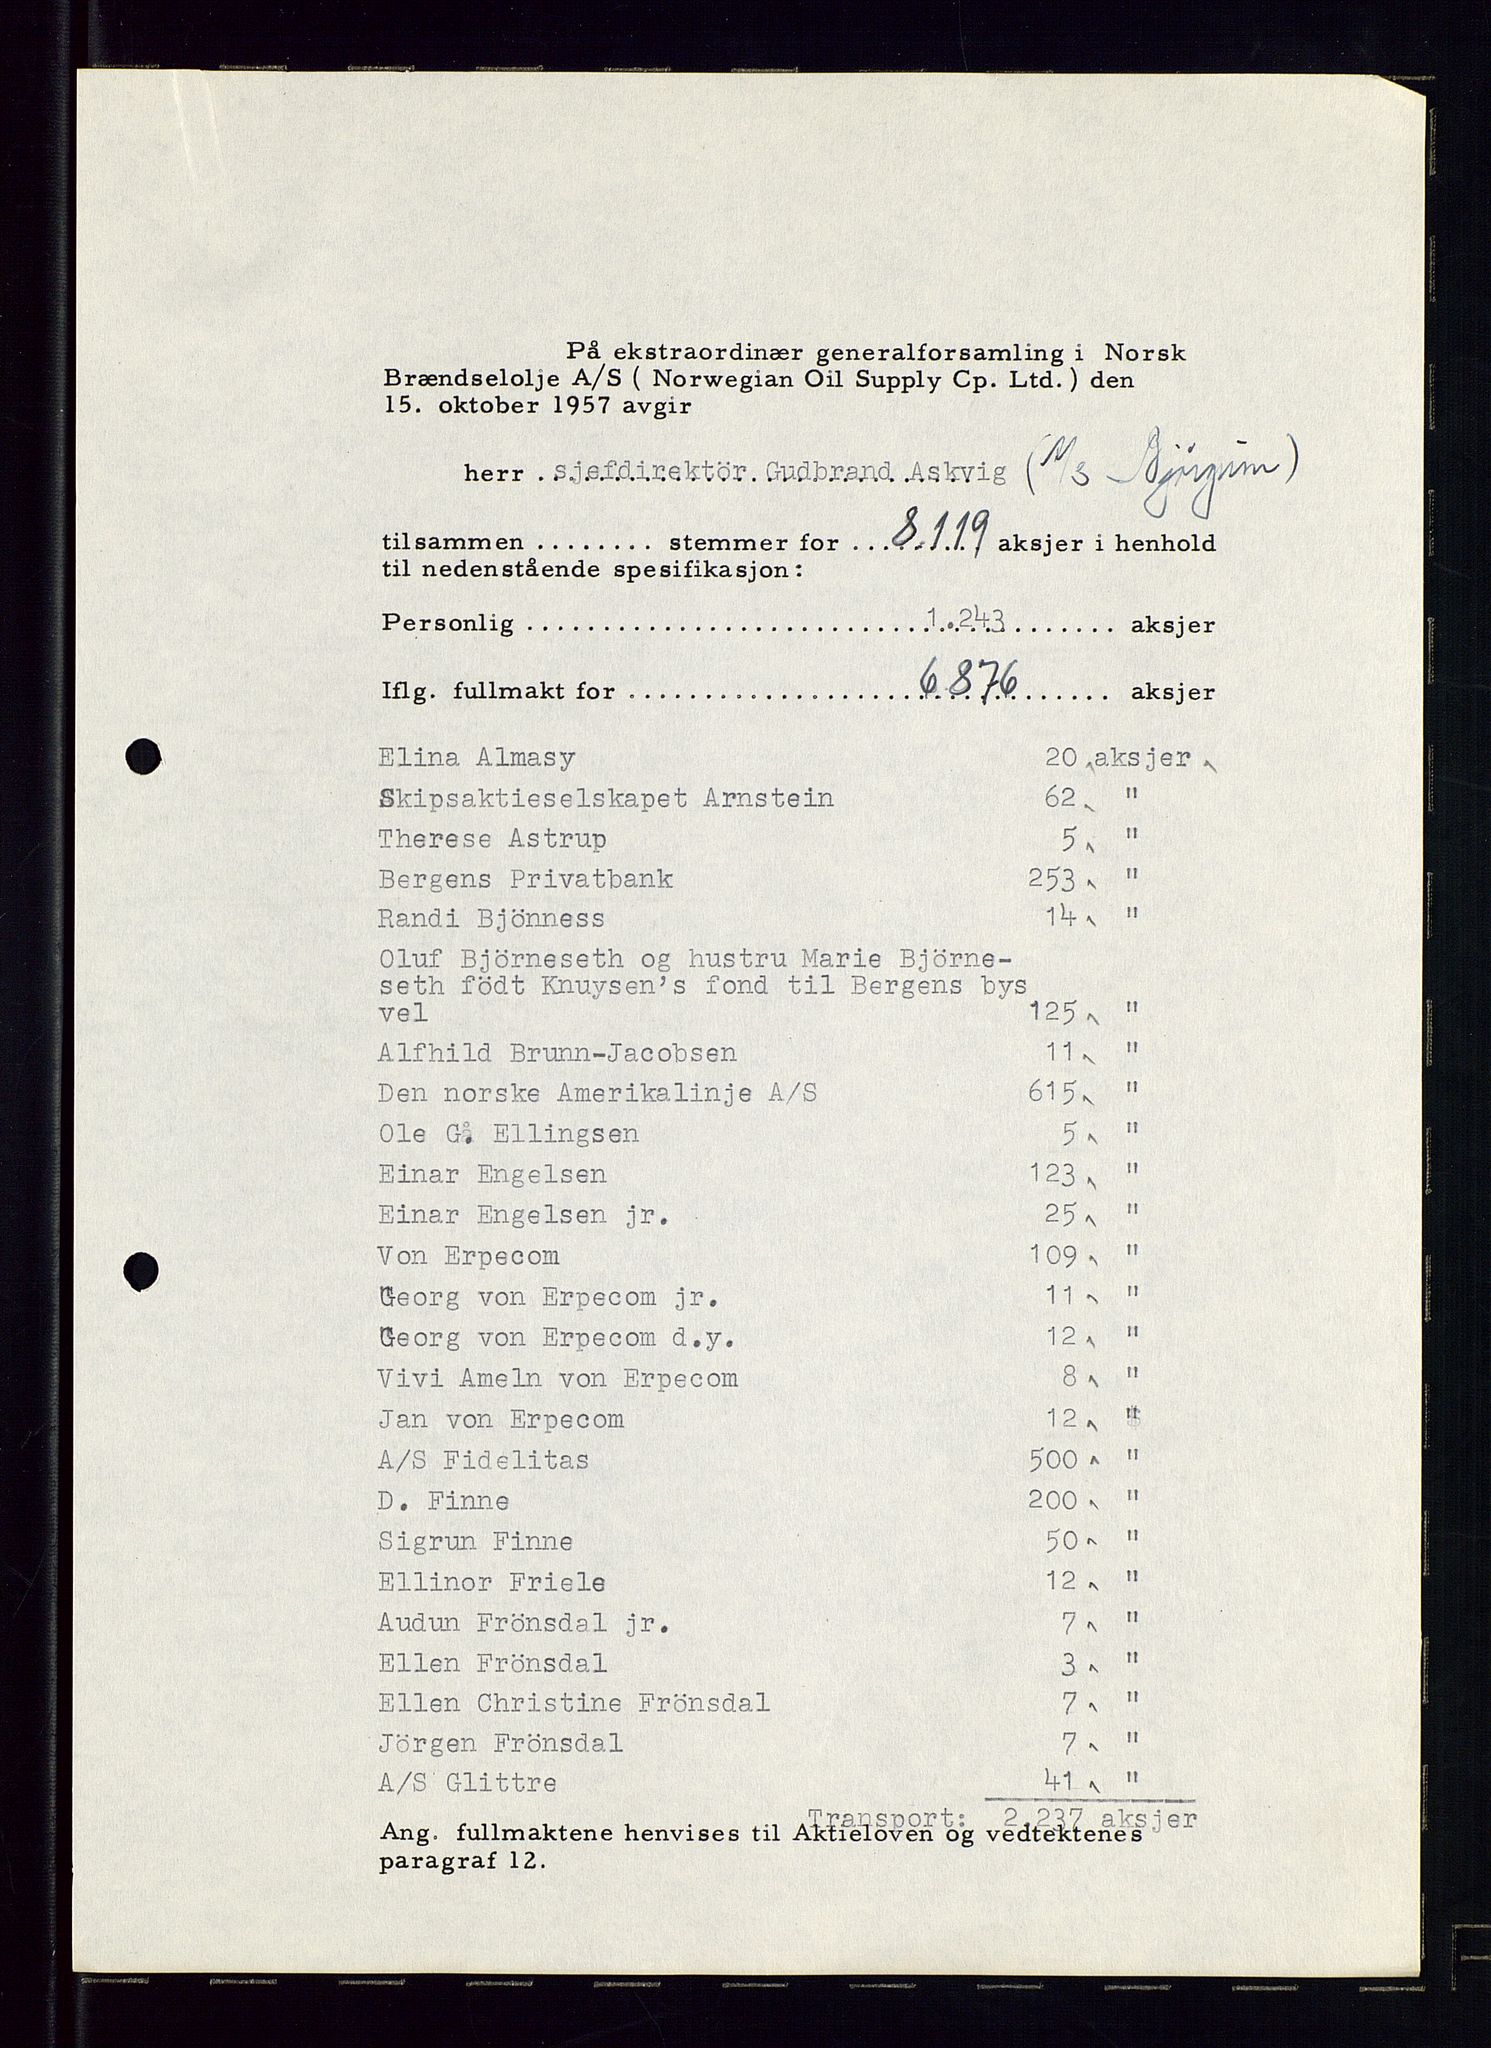 På ekstraordinær generalforsamling i Norsk
Brændselolje A/S ( Norwegian Oil Supply Cp. Ltd. ) den
15. oktober 1957 avgir
herr . sjefdirektör Gudbrand Askvig (A/S Björgum)
tilsammen ........ stemmer for ...8.119 aksjer i henhold
til nedenstående spesifikasjon:
Personlig .......................... 1.243 ....... aksjer
Iflg. fullmakt for ..................... 6876 ....... aksjer
Elina Almasy 20 aksjer
Skipsaktieselskapet Arnstein 62 "
Therese Astrup 5 "
Bergens Privatbank 253 "
Randi Bjönness 14 "
Oluf Björneseth og hustru Marie Björne-
seth födt Knuysen's fond til Bergens bys
vel 125 "
Alfhild Brunn-Jacobsen 11 "
Den norske Amerikalinje A/S 615 "
Ole G. Ellingsen 5 "
Einar Engelsen 123 "
Einar Engelsen jr. 25 "
Von Erpecom 109 "
Georg von Erpecom jr. 11 "
Georg von Erpecom d.y. 12 "
Vivi Ameln von Erpecom 8 "
Jan von Erpecom 12 "
A/S Fidelitas 500 "
D. Finne 200 "
Sigrun Finne 50 "
Ellinor Friele 12 "
Audun Frönsdal jr. 7 "
Ellen Frönsdal 3 "
Ellen Christine Frönsdal 7 "
Jörgen Frönsdal 7 "
A/S Glittre 41 "
Transport: 2.237 aksjer
Ang. fullmaktene henvises til Aktieloven og vedtektenes
paragraf 12.